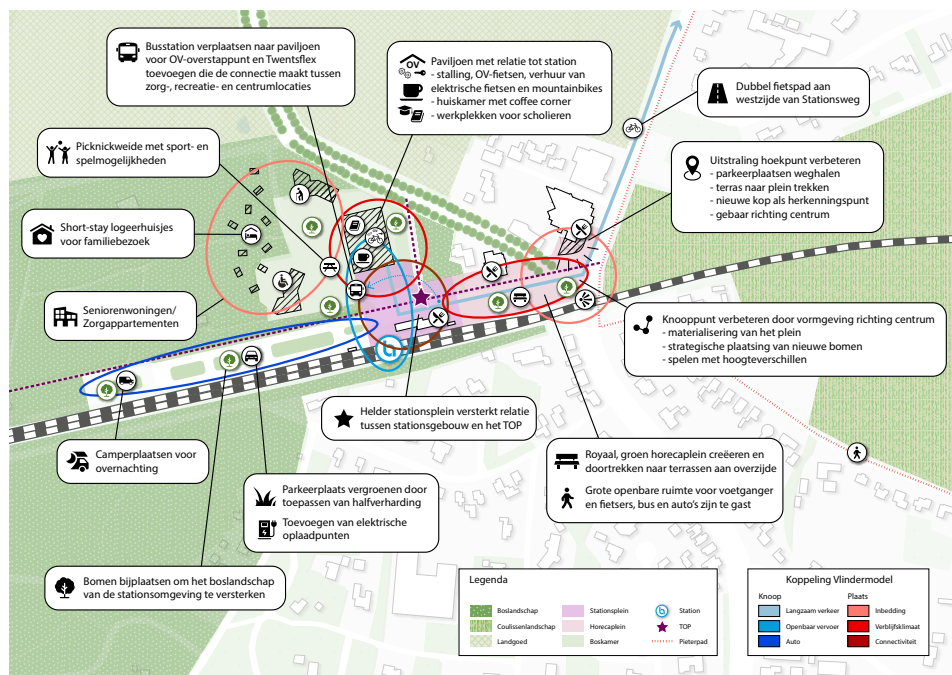 Busstation verplaatsen naar paviljoen
voor OV-overstappunt en Twentsflex
toevoegen die de connectie maakt tussen
zorg-, recreatie- en centrumlocaties
OV
Paviljoen met relatie tot station
- stalling, OV-fietsen, verhuur van
elektrische fietsen en mountainbikes
- huiskamer met coffee corner
- werkplekken voor scholieren
Dubbel fietspad aan
westzijde van Stationsweg
Picknickweide met sport- en
spelmogelijkheden
Uitstraling hoekpunt verbeteren
- parkeerplaatsen weghalen
- terras naar plein trekken
- nieuwe kop als herkenningspunt
- gebaar richting centrum
Short-stay logeerhuisjes
voor familiebezoek
Seniorenwoningen/
Zorgappartementen
Knooppunt verbeteren door vormgeving richting centrum
- materialisering van het plein
- strategische plaatsing van nieuwe bomen
- spelen met hoogteverschillen
Helder stationsplein versterkt relatie
tussen stationsgebouw en het TOP
Camperplaatsen voor
overnachting
Royaal, groen horecaplein creëeren en
doortrekken naar terrassen aan overzijde
Grote openbare ruimte voor voetganger
en fietsers, bus en auto's zijn te gast
Parkeerplaats vergroenen door
toepassen van halfverharding
Toevoegen van elektrische
oplaadpunten
Bomen bijplaatsen om het boslandschap
van de stationsomgeving te versterken
Legenda
Boslandschap
Coulissenlandschap
Landgoed
Stationsplein
Horecaplein
Boskamer
Station
TOP
Pieterpad
Koppeling Vlindermodel
Knoop
Plaats
Langzaam verkeer
Openbaar vervoer
Auto
Inbedding
Verblijfsklimaat
Connectiviteit